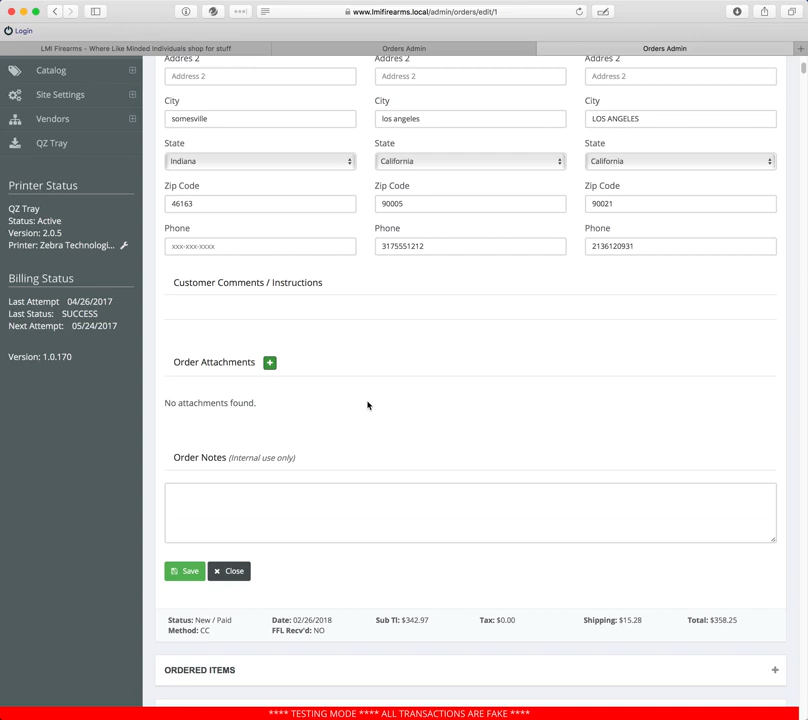 www.lmifirearms.local/admin/orders/edit/1
Login
LMI Firearms - Where Like Minded Individuals shop for stuff
Orders Admin
Orders Admin
Catalog
Site Settings
Vendors
QZ Tray
Printer Status
QZ Tray
Status: Active
Version: 2.0.5
Printer: Zebra Technologi...
Billing Status
Last Attempt 04/26/2017
Last Status: SUCCESS
Next Attempt: 05/24/2017
Version: 1.0.170
Addres 2 Addres 2 Addres 2
Address 2 Address 2 Address 2
City City City
somesville los angeles LOS ANGELES
State State State
Indiana California California
Zip Code Zip Code Zip Code
46163 90005 90021
Phone Phone Phone
xxx-xxx-xxxx 3175551212 2136120931
Customer Comments / Instructions
Order Attachments +
No attachments found.
Order Notes (Internal use only)
Save Close
Status: New / Paid Date: 02/26/2018 Sub Tl: $342.97 Tax: $0.00 Shipping: $15.28 Total: $358.25
Method: CC FFL Recv'd: NO
ORDERED ITEMS +
**** TESTING MODE **** ALL TRANSACTIONS ARE FAKE ****